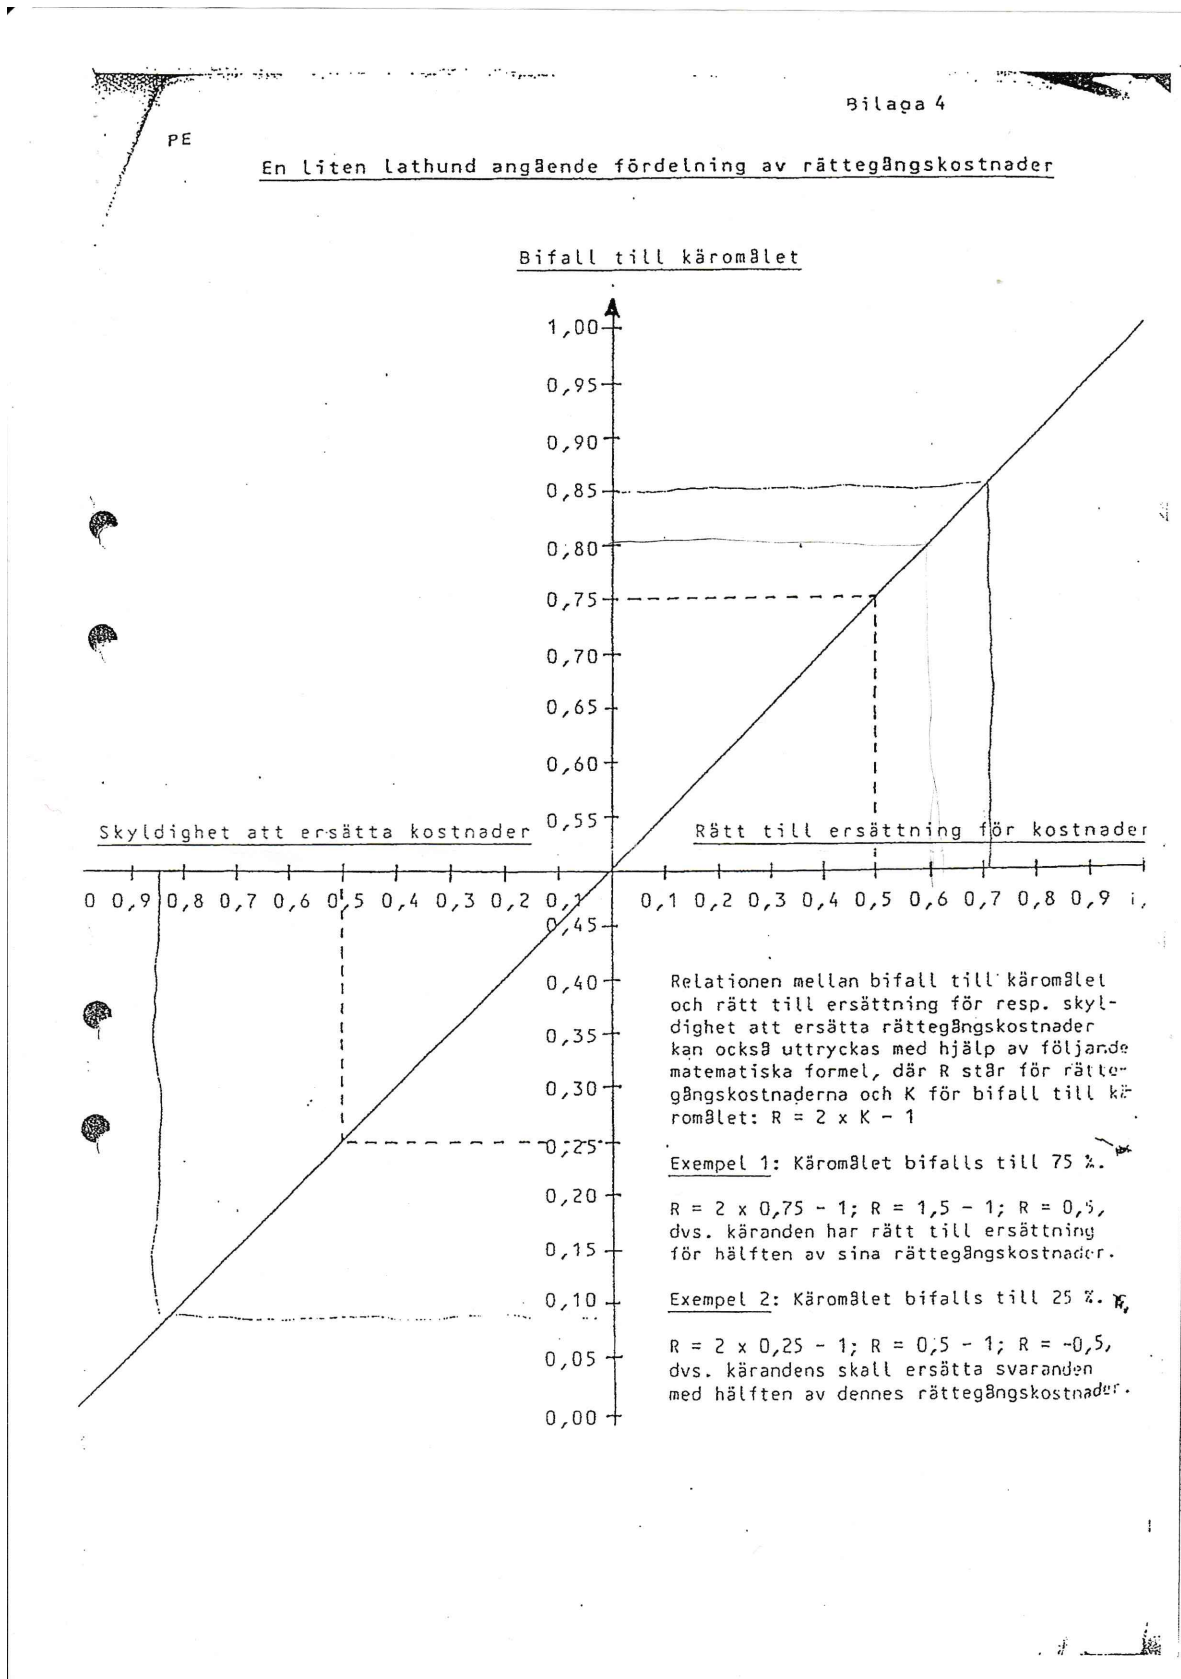 Bilaga 4
PE
En liten lathund angående fördelning av rättegångskostnader
Bifall till käromålet
1,00
0,95
0,90
0,85
0,80
0,75
0,70
0,65
0,60
0,55
Skyldighet att ersätta kostnader
Rätt till ersättning för kostnader
0 0,9 0,8 0,7 0,6 0,5 0,4 0,3 0,2 0,1
0,1 0,2 0,3 0,4 0,5 0,6 0,7 0,8 0,9
0,45
0,40
0,35
0,30
0,25
0,20
0,15
0,10
0,05
0,00
Relationen mellan bifall till käromålet
och rätt till ersättning för resp. skyl-
dighet att ersätta rättegångskostnader
kan också uttryckas med hjälp av följande
matematiska formel, där R står för rätte-
gångskostnaderna och K för bifall till kä-
romålet: R = 2 x K - 1
Exempel 1: Käromålet bifalls till 75 %.
R = 2 x 0,75 - 1; R = 1,5 - 1; R = 0,5,
dvs. käranden har rätt till ersättning
för hälften av sina rättegångskostnader.
Exempel 2: Käromålet bifalls till 25 %.
R = 2 x 0,25 - 1; R = 0,5 - 1; R = -0,5,
dvs. kärandens skall ersätta svaranden
med hälften av dennes rättegångskostnader.